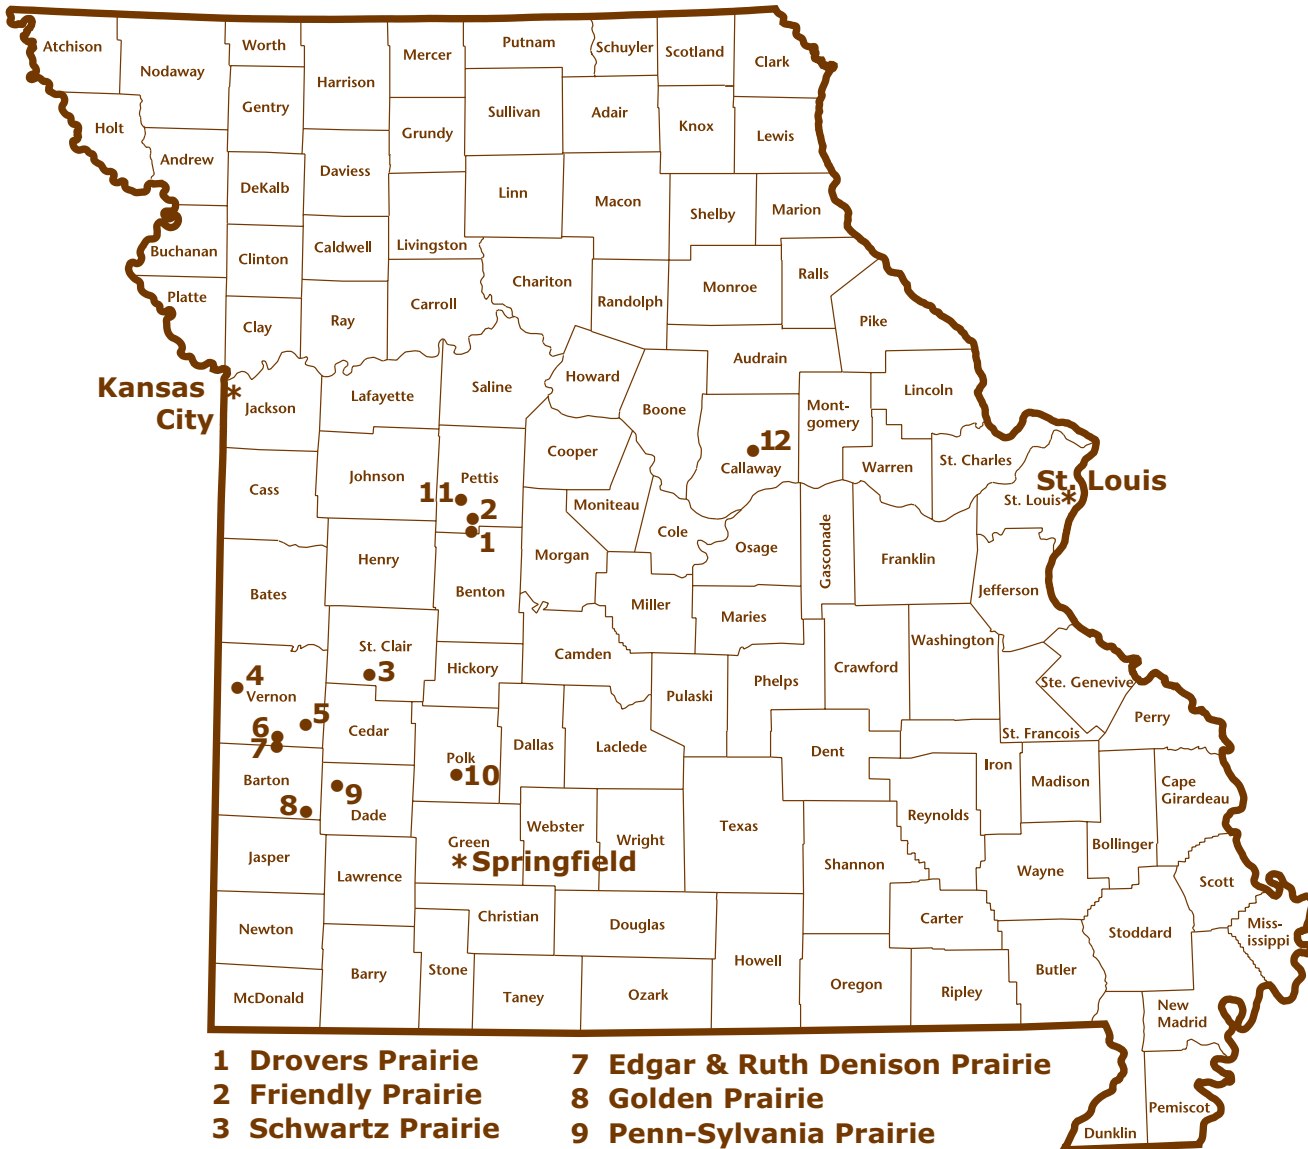 Atchison
Nodaway
Worth
Harrison
Mercer
Putnam
Schuyler
Scotland
Clark
Holt
Gentry
Grundy
Sullivan
Adair
Knox
Lewis
Andrew
DeKalb
Daviess
Linn
Macon
Shelby
Marion
Buchanan
Clinton
Caldwell
Livingston
Chariton
Randolph
Monroe
Ralls
Platte
Clay
Ray
Carroll
Pike
Audrain
Kansas
City
*
Jackson
Lafayette
Saline
Howard
Boone
Mont-
gomery
Lincoln
12
Callaway
Warren
St. Charles
St. Louis
St. Louis*
Cass
Johnson
Pettis
Cooper
11
2
1
Moniteau
Cole
Osage
Gasconade
Franklin
Jefferson
Henry
Morgan
Bates
Benton
Miller
Maries
Washington
St. Clair
3
Hickory
Camden
Pulaski
Phelps
Crawford
Ste. Genevive
4
Vernon
5
6
7
Cedar
Polk
10
Dallas
Laclede
Dent
St. Francois
Perry
Iron
Madison
Cape
Girardeau
Barton
8
9
Dade
Green
*Springfield
Webster
Wright
Texas
Reynolds
Bollinger
Jasper
Lawrence
Shannon
Wayne
Scott
Newton
Christian
Douglas
Carter
Stoddard
Miss-
issippi
McDonald
Barry
Stone
Taney
Ozark
Howell
Oregon
Ripley
Butler
New
Madrid
Pemiscot
Dunklin
1 Drovers Prairie
2 Friendly Prairie
3 Schwartz Prairie
7 Edgar & Ruth Denison Prairie
8 Golden Prairie
9 Penn-Sylvania Prairie